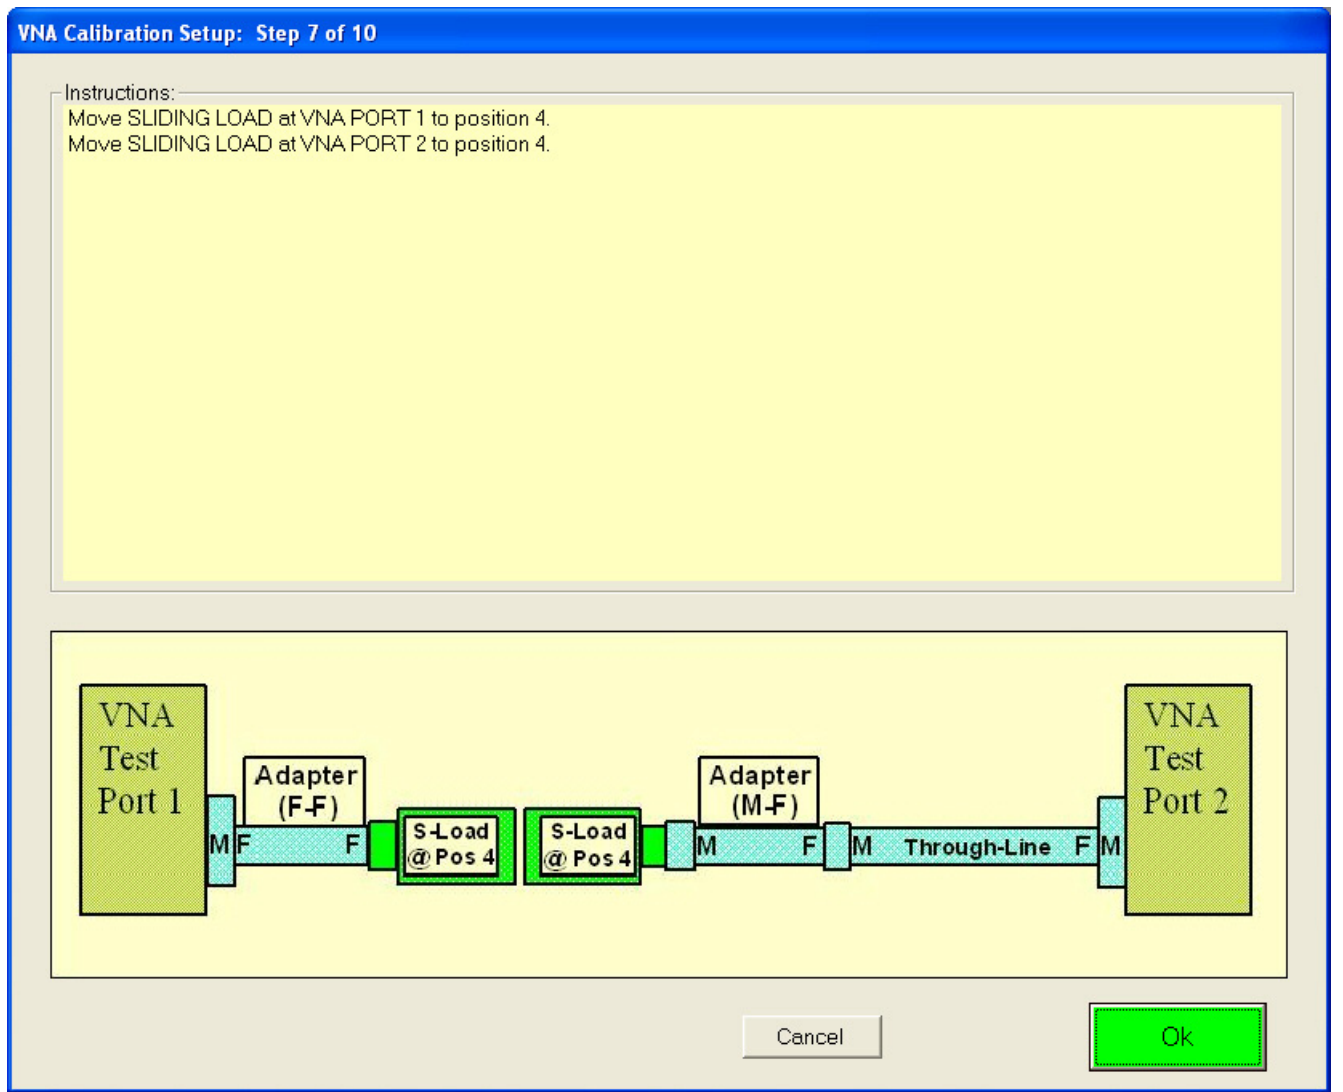 VNA Calibration Setup: Step 7 of 10
Instructions:
Move SLIDING LOAD at VNA PORT 1 to position 4.
Move SLIDING LOAD at VNA PORT 2 to position 4.
VNA
Test
Port 1
M
Adapter
(F-F)
F
F
S-Load
@ Pos 4
S-Load
@ Pos 4
Adapter
(M-F)
M
F
M
Through-Line
F
M
VNA
Test
Port 2
Cancel
Ok